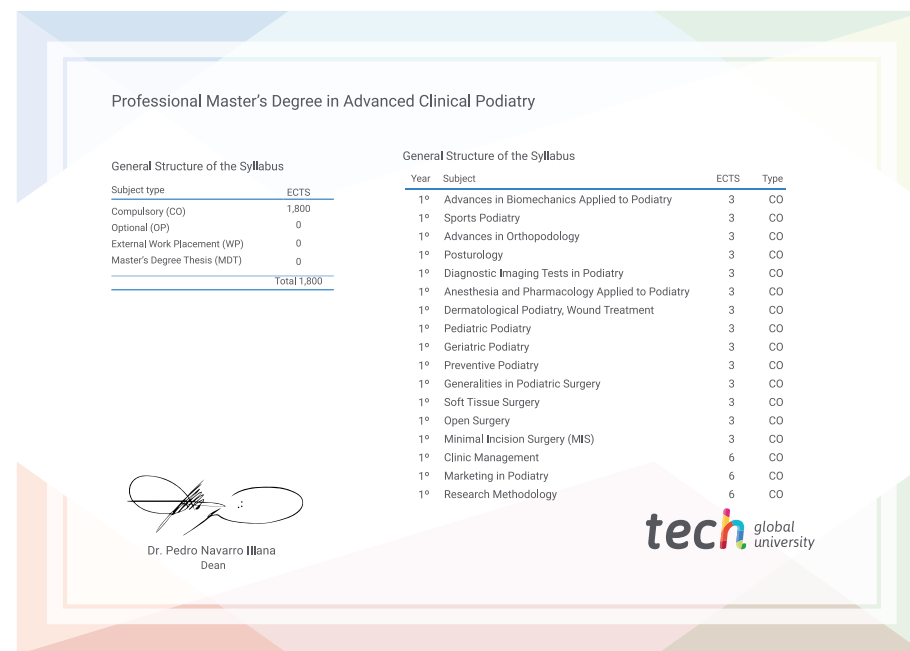 Professional Master's Degree in Advanced Clinical Podiatry
General Structure of the Syllabus
Subject type ECTS
Compulsory (CO) 1,800
Optional (OP) 0
External Work Placement (WP) 0
Master's Degree Thesis (MDT) 0
Total 1,800
General Structure of the Syllabus
Year Subject ECTS Type
1º Advances in Biomechanics Applied to Podiatry 3 CO
1º Sports Podiatry 3 CO
1º Advances in Orthopodology 3 CO
1º Posturology 3 CO
1º Diagnostic Imaging Tests in Podiatry 3 CO
1º Anesthesia and Pharmacology Applied to Podiatry 3 CO
1º Dermatological Podiatry, Wound Treatment 3 CO
1º Pediatric Podiatry 3 CO
1º Geriatric Podiatry 3 CO
1º Preventive Podiatry 3 CO
1º Generalities in Podiatric Surgery 3 CO
1º Soft Tissue Surgery 3 CO
1º Open Surgery 3 CO
1º Minimal Incision Surgery (MIS) 3 CO
1º Clinic Management 6 CO
1º Marketing in Podiatry 6 CO
1º Research Methodology 6 CO
Dr. Pedro Navarro Illana
Dean
tech global
university